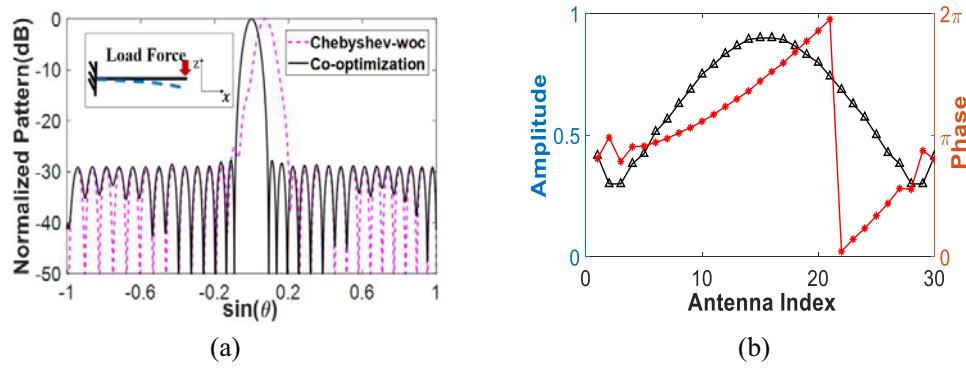 0
-10
-20
-30
-40
-50
Normalized Pattern(dB)
Load Force
z
x
Chebyshev-woc
Co-optimization
-1
-0.6
-0.2
0.2
0.6
1
sin(θ)
(a)
1
0.5
0
Amplitude
2π
π
0
Phase
0
10
20
30
Antenna Index
(b)